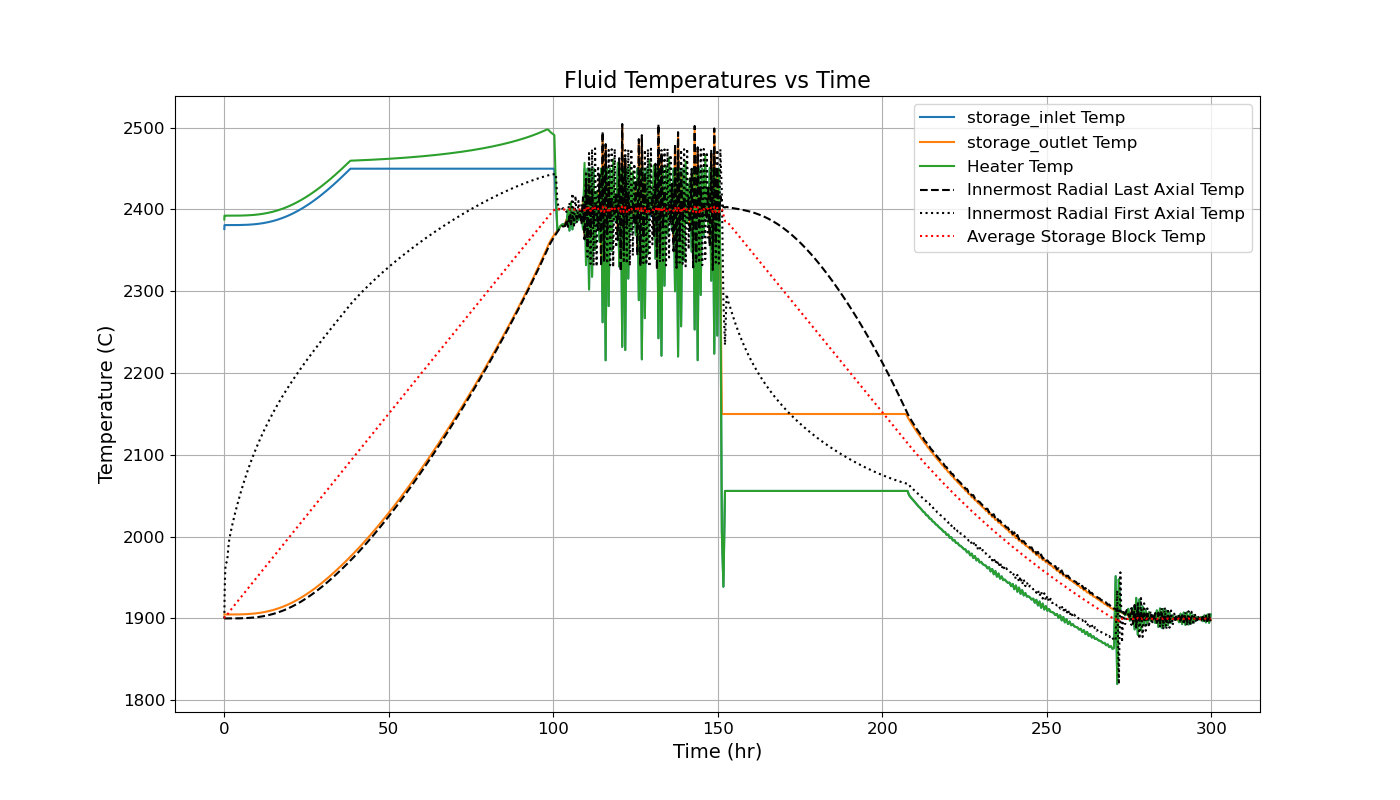 Fluid Temperatures vs Time
storage_inlet Temp
storage_outlet Temp
Heater Temp
Innermost Radial Last Axial Temp
Innermost Radial First Axial Temp
Average Storage Block Temp
Temperature (C)
2500
2400
2300
2200
2100
2000
1900
1800
0 50 100 150 200 250 300
Time (hr)